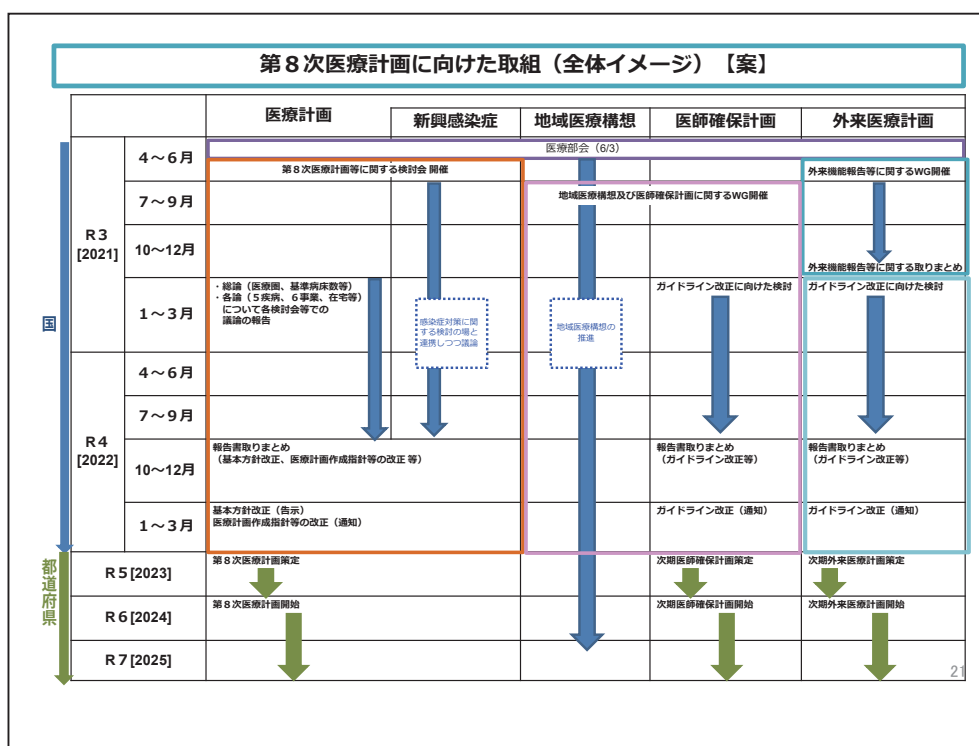 第８次医療計画に向けた取組（全体イメージ）【案】
医療計画
新興感染症
地域医療構想
医師確保計画
外来医療計画
国
R３
[2021]
４～６月
医療部会（6/3）
第８次医療計画等に関する検討会 開催
外来機能報告等に関するWG開催
７～９月
地域医療構想及び医師確保計画に関するWG開催
10～12月
外来機能報告等に関する取りまとめ
１～３月
・総論（医療圏、基準病床数等）
・各論（５疾病、６事業、在宅等）
について各検討会等での
議論の報告
感染症対策に関
する検討の場と
連携しつつ議論
地域医療構想の
推進
ガイドライン改正に向けた検討
ガイドライン改正に向けた検討
R４
[2022]
４～６月
７～９月
10～12月
報告書取りまとめ
（基本方針改正、医療計画作成指針等の改正 等）
報告書取りまとめ
（ガイドライン改正等）
報告書取りまとめ
（ガイドライン改正等）
１～３月
基本方針改正（告示）
医療計画作成指針等の改正（通知）
ガイドライン改正（通知）
ガイドライン改正（通知）
都道府県
R５[2023]
第８次医療計画策定
次期医師確保計画策定
次期外来医療計画策定
R６[2024]
第８次医療計画開始
次期医師確保計画開始
次期外来医療計画開始
R７[2025]
21